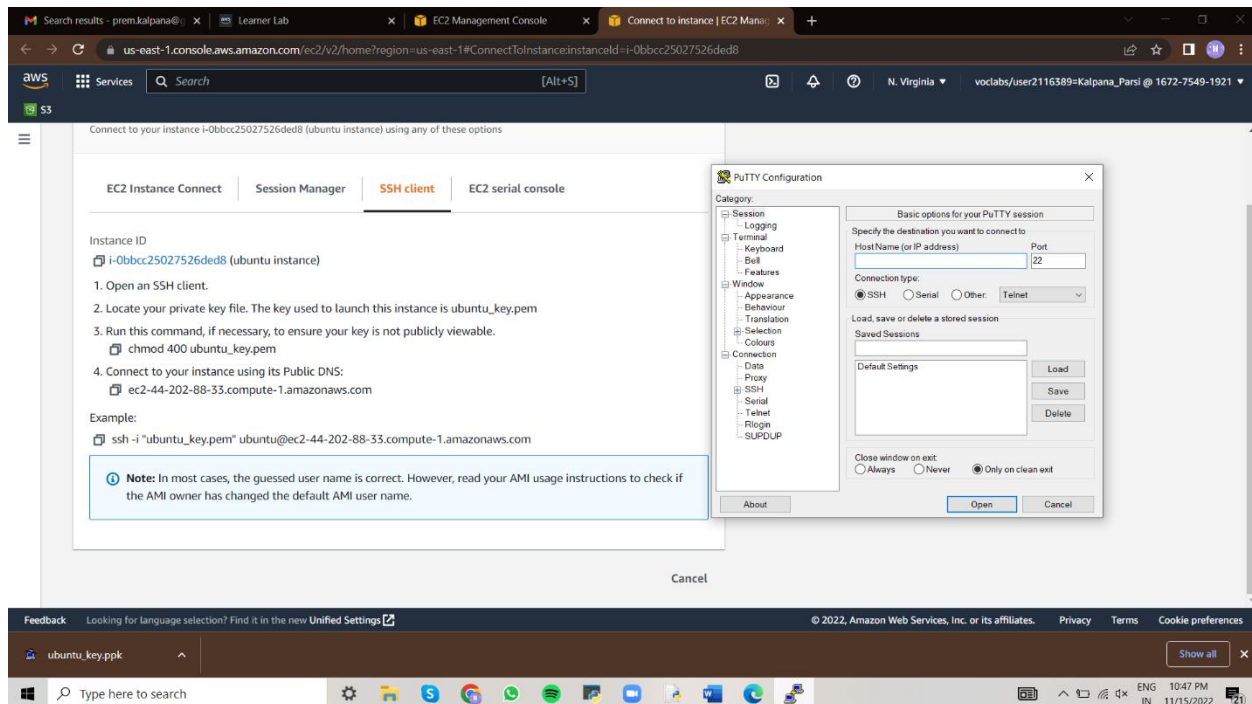 Search results - prem.kalpana@g
Learner Lab
EC2 Management Console
Connect to instance | EC2 Manag
us-east-1.console.aws.amazon.com/ec2/v2/home?region=us-east-1#ConnectToInstance:instanceId=i-0bbcc25027526ded8
aws
Services
Search
[Alt+S]
N. Virginia
voclabs/user2116389=Kalpana_Parsi @ 1672-7549-1921
S3
Connect to your instance i-0bbcc25027526ded8 (ubuntu instance) using any of these options
EC2 Instance Connect
Session Manager
SSH client
EC2 serial console
Instance ID
i-0bbcc25027526ded8 (ubuntu instance)
1. Open an SSH client.
2. Locate your private key file. The key used to launch this instance is ubuntu_key.pem
3. Run this command, if necessary, to ensure your key is not publicly viewable.
chmod 400 ubuntu_key.pem
4. Connect to your instance using its Public DNS:
ec2-44-202-88-33.compute-1.amazonaws.com
Example:
ssh -i "ubuntu_key.pem" ubuntu@ec2-44-202-88-33.compute-1.amazonaws.com
Note: In most cases, the guessed user name is correct. However, read your AMI usage instructions to check if
the AMI owner has changed the default AMI user name.
Cancel
PuTTY Configuration
Category:
Session
Logging
Terminal
Keyboard
Bell
Features
Window
Appearance
Behaviour
Translation
Selection
Colours
Connection
Data
Proxy
SSH
Serial
Telnet
Rlogin
SUPDUP
Basic options for your PuTTY session
Specify the destination you want to connect to
Host Name (or IP address)
Port
22
Connection type:
SSH
Serial
Other:
Telnet
Load, save or delete a stored session
Saved Sessions
Default Settings
Load
Save
Delete
Close window on exit:
Always
Never
Only on clean exit
About
Open
Cancel
Feedback
Looking for language selection? Find it in the new Unified Settings
© 2022, Amazon Web Services, Inc. or its affiliates.
Privacy
Terms
Cookie preferences
ubuntu_key.ppk
Show all
Type here to search
ENG
IN
10:47 PM
11/15/2022
21